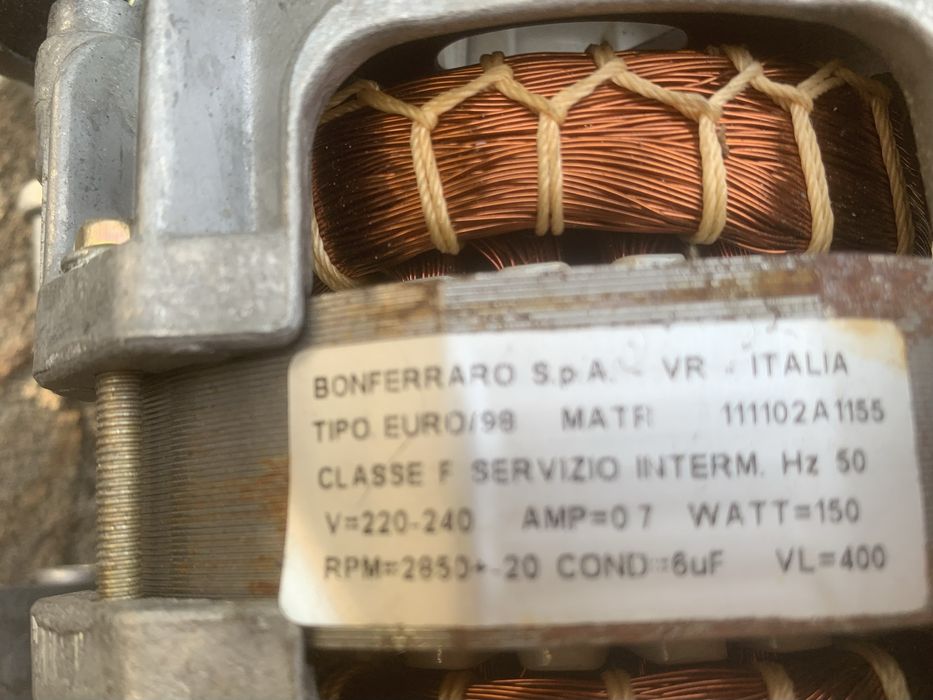 BONFERRARO S.p.A. VR - ITALIA
TIPO EURO/98 MATR 111102A1155
CLASSE F SERVIZIO INTERM. Hz 50
V=220-240 AMP=0 7 WATT=150
RPM=2850+-20 COND=6uF VL=400